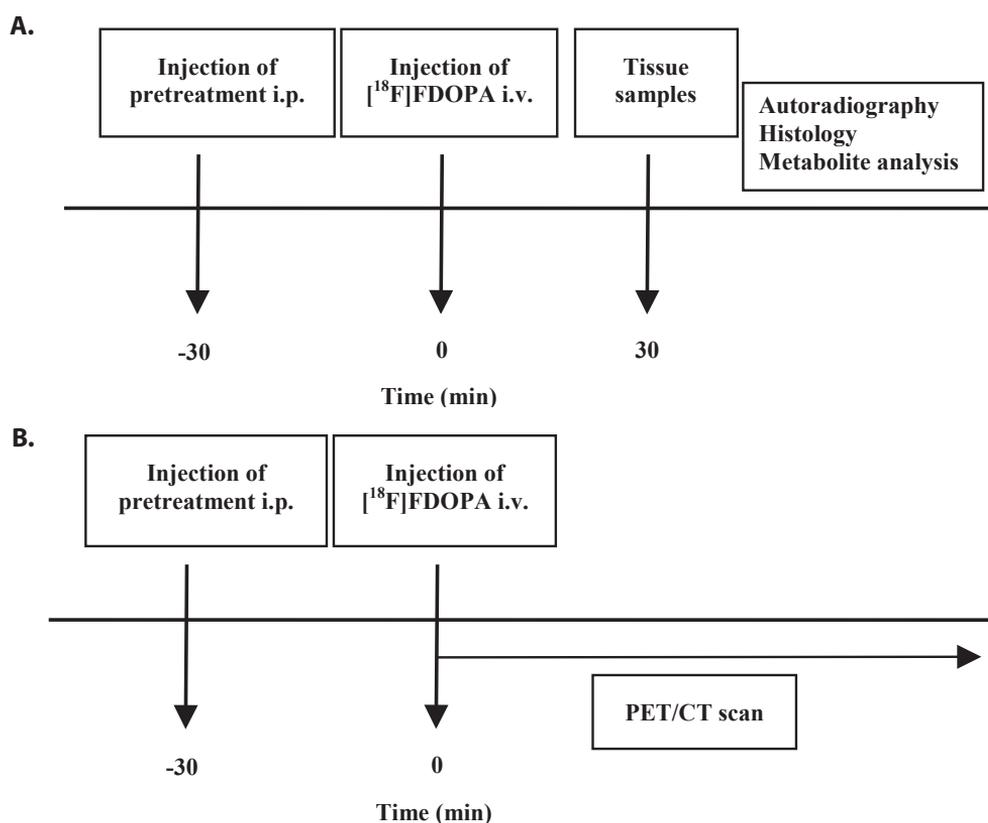 A.
Injection of
pretreatment i.p.
Injection of
[¹⁸F]FDOPA i.v.
Tissue
samples
Autoradiography
Histology
Metabolite analysis
-30
0
30
Time (min)
B.
Injection of
pretreatment i.p.
Injection of
[¹⁸F]FDOPA i.v.
PET/CT scan
-30
0
Time (min)